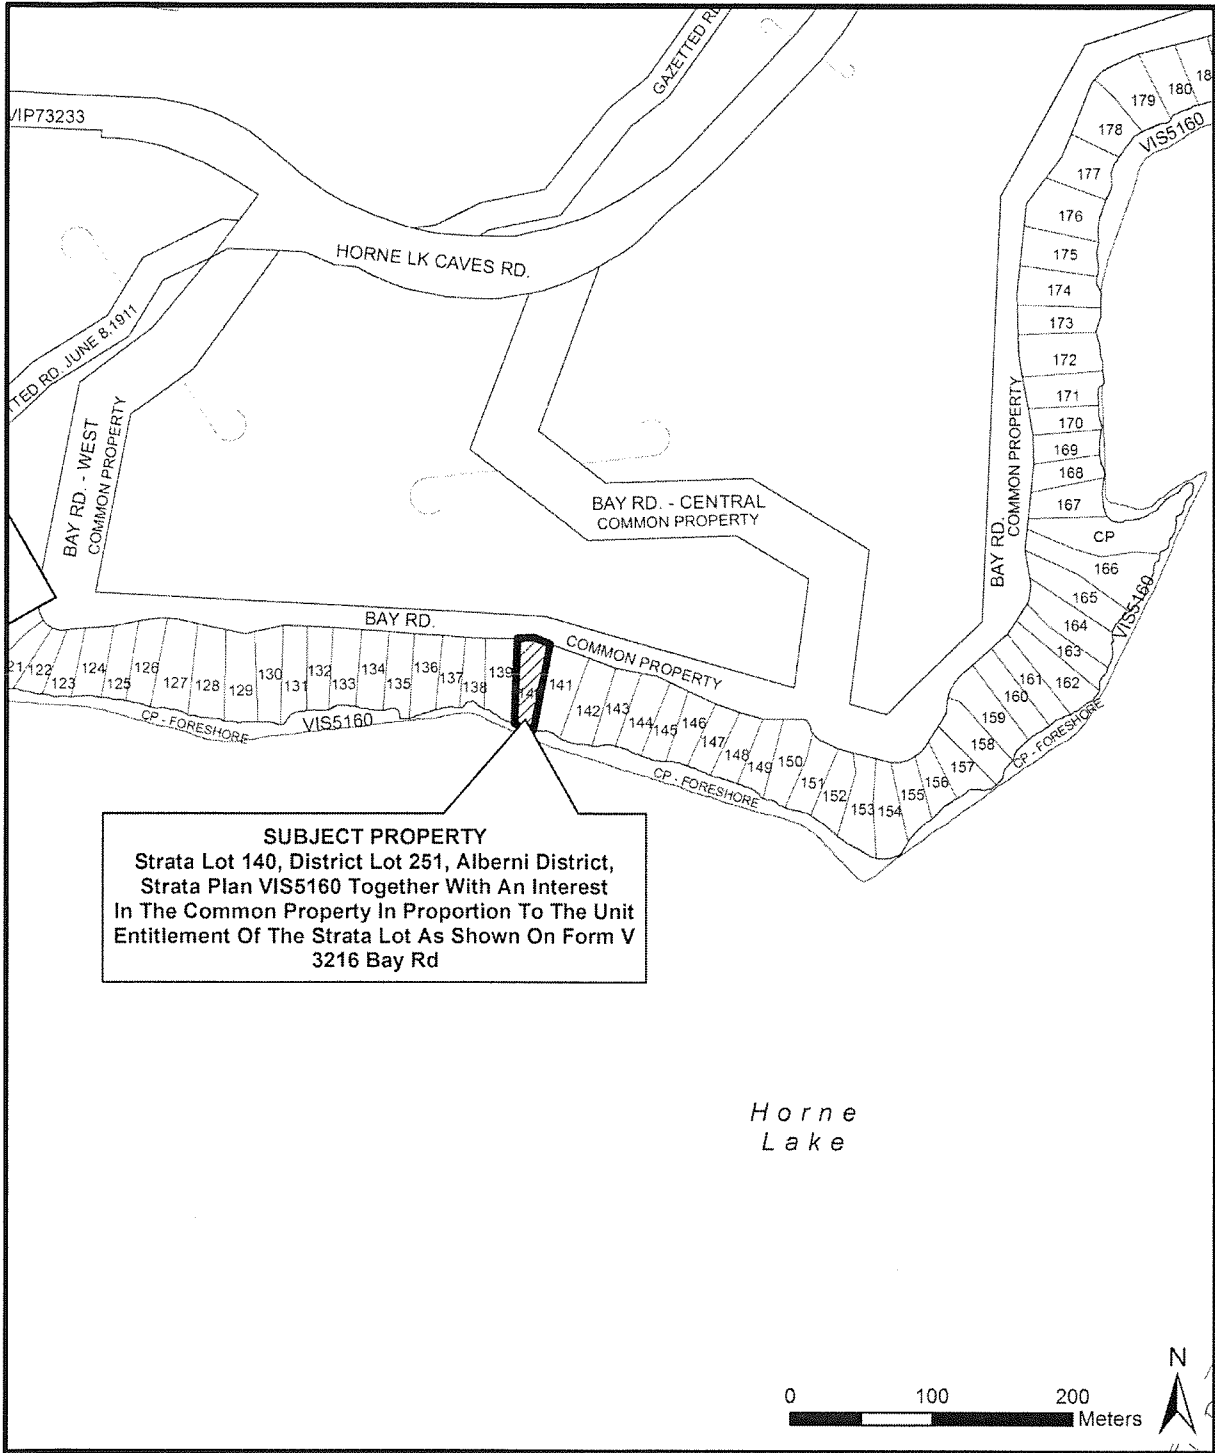 GAZETTED RD.
VIP73233
HORNE LK CAVES RD.
TTED RD. JUNE 8,1911
BAY RD. - WEST
COMMON PROPERTY
BAY RD. - CENTRAL
COMMON PROPERTY
BAY RD.
COMMON PROPERTY
180
179
VIS5160
178
177
176
175
174
173
172
171
170
169
168
167
CP
166
165
164
163
162
161
160
159
158
157
156
155
154
153
152
151
150
149
148
147
146
145
144
143
142
141
140
139
138
137
136
135
134
133
132
131
130
129
128
127
126
125
124
123
122
21
VIS5160
BAY RD.
COMMON PROPERTY
CP - FORESHORE
VIS5160
CP - FORESHORE
CP - FORESHORE
SUBJECT PROPERTY
Strata Lot 140, District Lot 251, Alberni District,
Strata Plan VIS5160 Together With An Interest
In The Common Property In Proportion To The Unit
Entitlement Of The Strata Lot As Shown On Form V
3216 Bay Rd
Horne
Lake
N
0 100 200
Meters